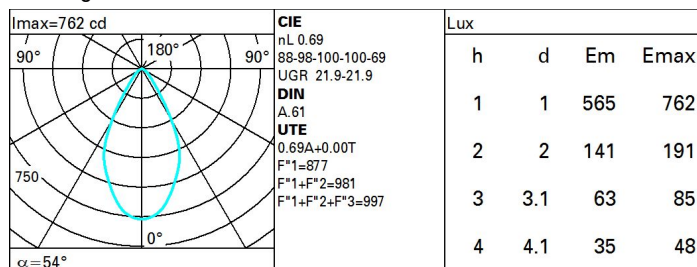 Imax=762 cd
90°
180°
90°
750
0°
α=54°
CIE
nL 0.69
88-98-100-100-69
UGR 21.9-21.9
DIN
A.61
UTE
0.69A+0.00T
F"1=877
F"1+F"2=981
F"1+F"2+F"3=997
Lux
h d Em Emax
1 1 565 762
2 2 141 191
3 3.1 63 85
4 4.1 35 48